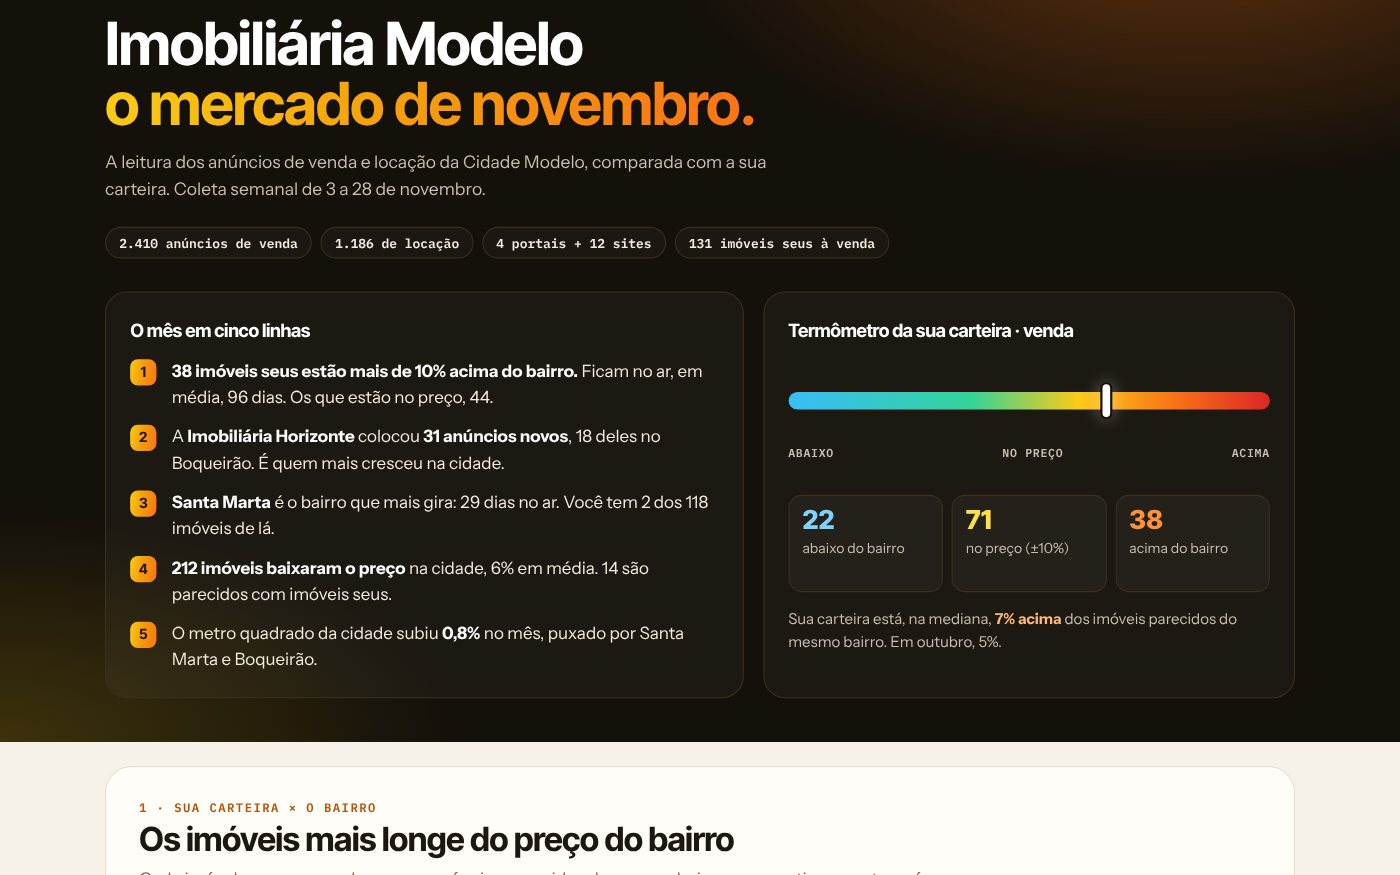 Imobiliária Modelo
o mercado de novembro.
A leitura dos anúncios de venda e locação da Cidade Modelo, comparada com a sua
carteira. Coleta semanal de 3 a 28 de novembro.
2.410 anúncios de venda
1.186 de locação
4 portais + 12 sites
131 imóveis seus à venda
O mês em cinco linhas
1
38 imóveis seus estão mais de 10% acima do bairro. Ficam no ar, em
média, 96 dias. Os que estão no preço, 44.
2
A Imobiliária Horizonte colocou 31 anúncios novos, 18 deles no
Boqueirão. É quem mais cresceu na cidade.
3
Santa Marta é o bairro que mais gira: 29 dias no ar. Você tem 2 dos 118
imóveis de lá.
4
212 imóveis baixaram o preço na cidade, 6% em média. 14 são
parecidos com imóveis seus.
5
O metro quadrado da cidade subiu 0,8% no mês, puxado por Santa
Marta e Boqueirão.
Termômetro da sua carteira · venda
ABAIXO
NO PREÇO
ACIMA
22
abaixo do bairro
71
no preço (±10%)
38
acima do bairro
Sua carteira está, na mediana, 7% acima dos imóveis parecidos do
mesmo bairro. Em outubro, 5%.
1 · SUA CARTEIRA × O BAIRRO
Os imóveis mais longe do preço do bairro